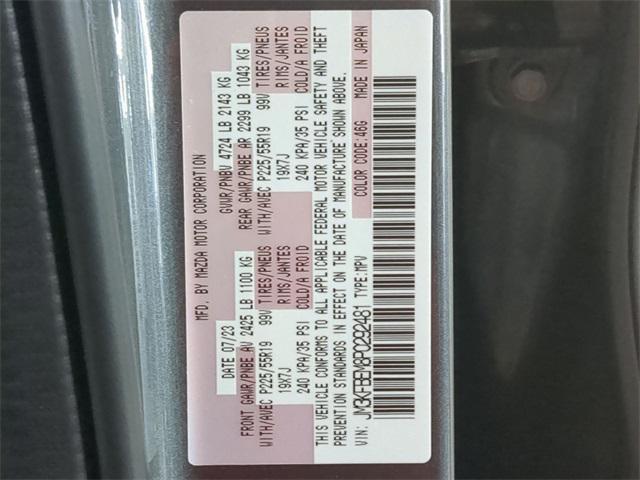 MFD. BY MAZDA MOTOR CORPORATION
DATE 07/23 GVWR/PNBV 4724 LB 2143 KG
FRONT GAWR/PNBE AV 2425 LB 1100 KG REAR GAWR/PNBE AR 2299 LB 1043 KG
WITH/AVEC P225/55R19 99V TIRES/PNEUS WITH/AVEC P225/55R19 99V TIRES/PNEUS
19X7J RIMS/JANTES 19X7J RIMS/JANTES
240 KPA/35 PSI COLD/A FROID 240 KPA/35 PSI COLD/A FROID
THIS VEHICLE CONFORMS TO ALL APPLICABLE FEDERAL MOTOR VEHICLE SAFETY AND THEFT
PREVENTION STANDARDS IN EFFECT ON THE DATE OF MANUFACTURE SHOWN ABOVE.
VIN: JM3KFBEM8P0292481 TYPE:MPV COLOR CODE:46G MADE IN JAPAN